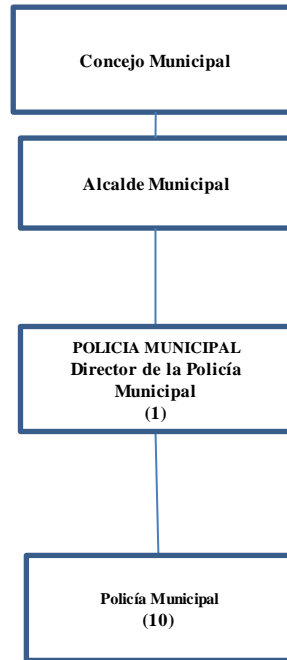 Concejo Municipal
Alcalde Municipal
POLICIA MUNICIPAL
Director de la Policía
Municipal
(1)
Policía Municipal
(10)